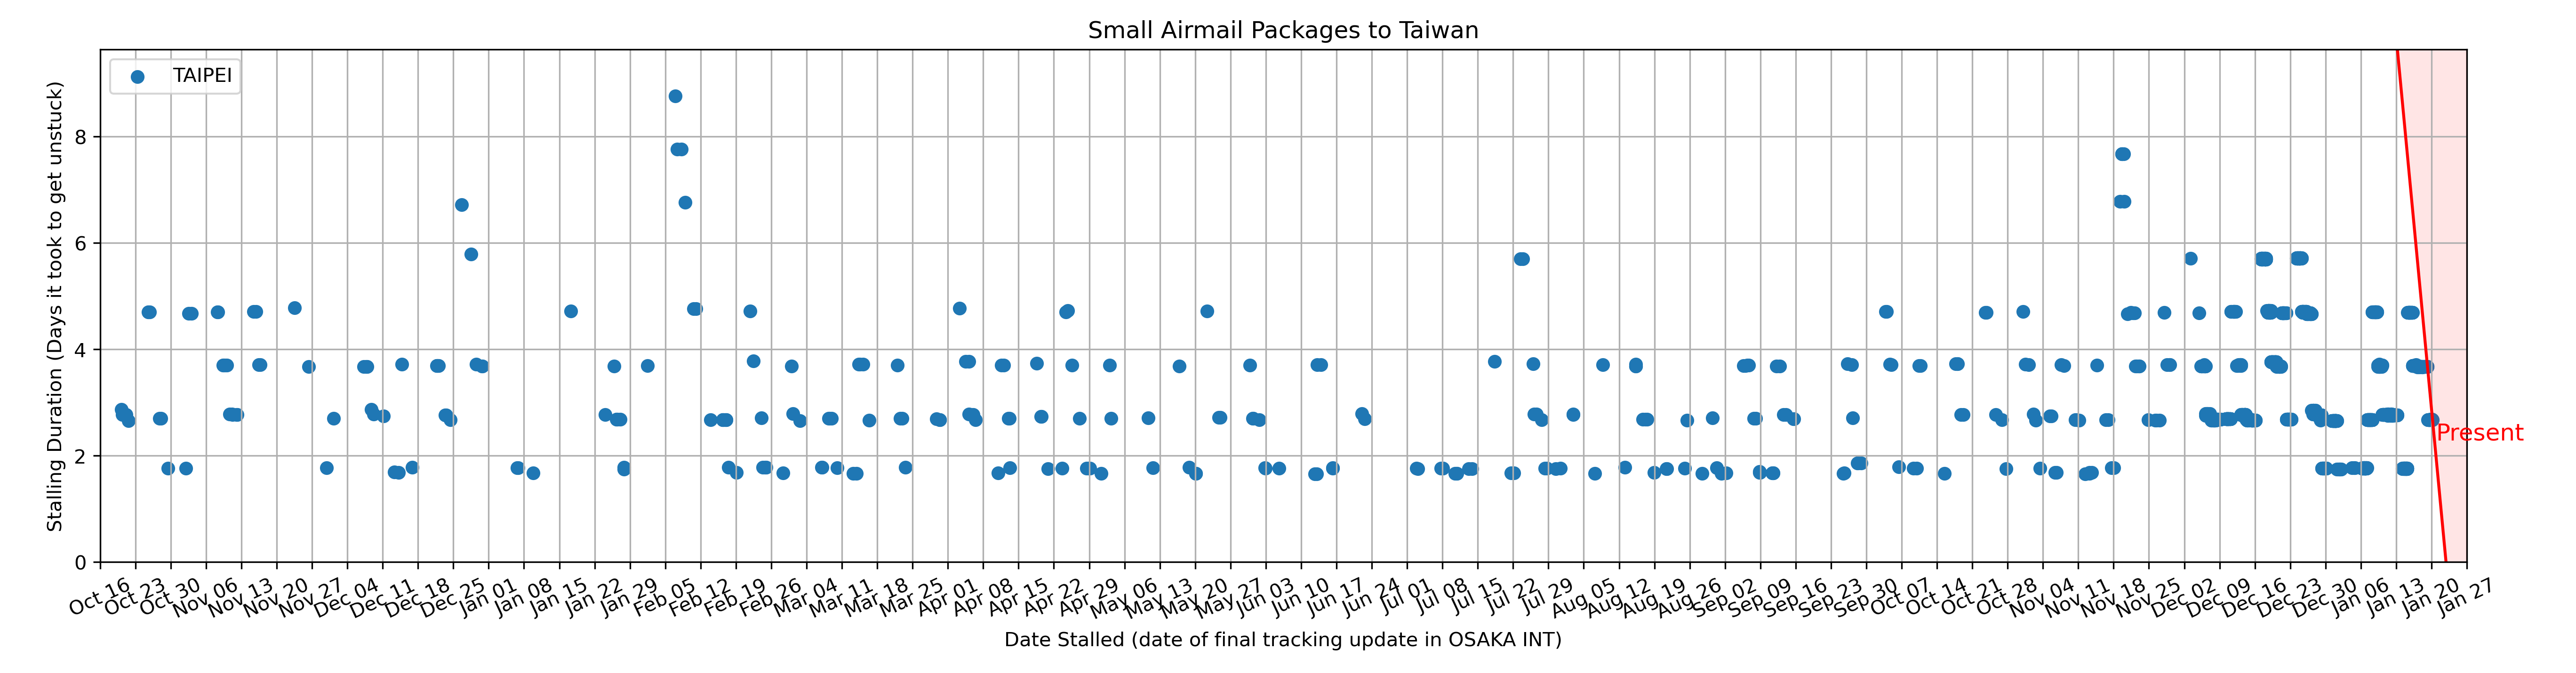 Small Airmail Packages to Taiwan
TAIPEI
Stalling Duration (Days it took to get unstuck)
8
6
4
2
0
Present
Oct 16
Oct 23
Oct 30
Nov 06
Nov 13
Nov 20
Nov 27
Dec 04
Dec 11
Dec 18
Dec 25
Jan 01
Jan 08
Jan 15
Jan 22
Jan 29
Feb 05
Feb 12
Feb 19
Feb 26
Mar 04
Mar 11
Mar 18
Mar 25
Apr 01
Apr 08
Apr 15
Apr 22
Apr 29
May 06
May 13
May 20
May 27
Jun 03
Jun 10
Jun 17
Jun 24
Jul 01
Jul 08
Jul 15
Jul 22
Jul 29
Aug 05
Aug 12
Aug 19
Aug 26
Sep 02
Sep 09
Sep 16
Sep 23
Sep 30
Oct 07
Oct 14
Oct 21
Oct 28
Nov 04
Nov 11
Nov 18
Nov 25
Dec 02
Dec 09
Dec 16
Dec 23
Dec 30
Jan 06
Jan 13
Jan 20
Jan 27
Date Stalled (date of final tracking update in OSAKA INT)